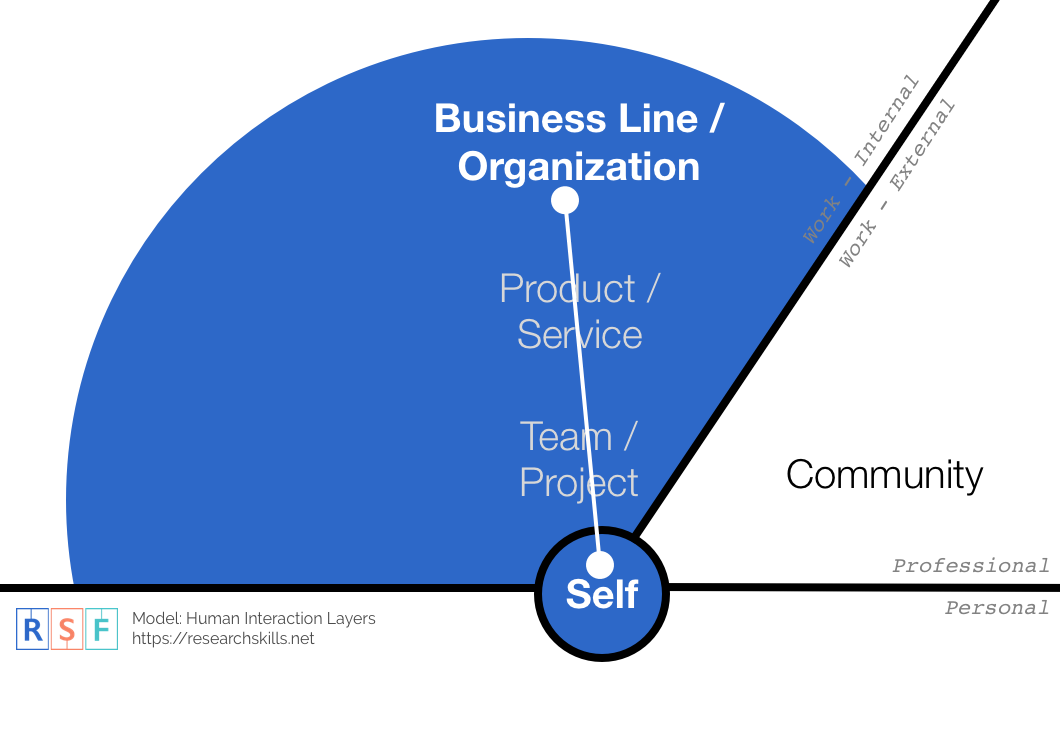 Business Line /
Organization
Work - Internal
Work - External
Product /
Service
Team /
Project
Community
Professional
Self
Personal
R S F
Model: Human Interaction Layers
https://researchskills.net